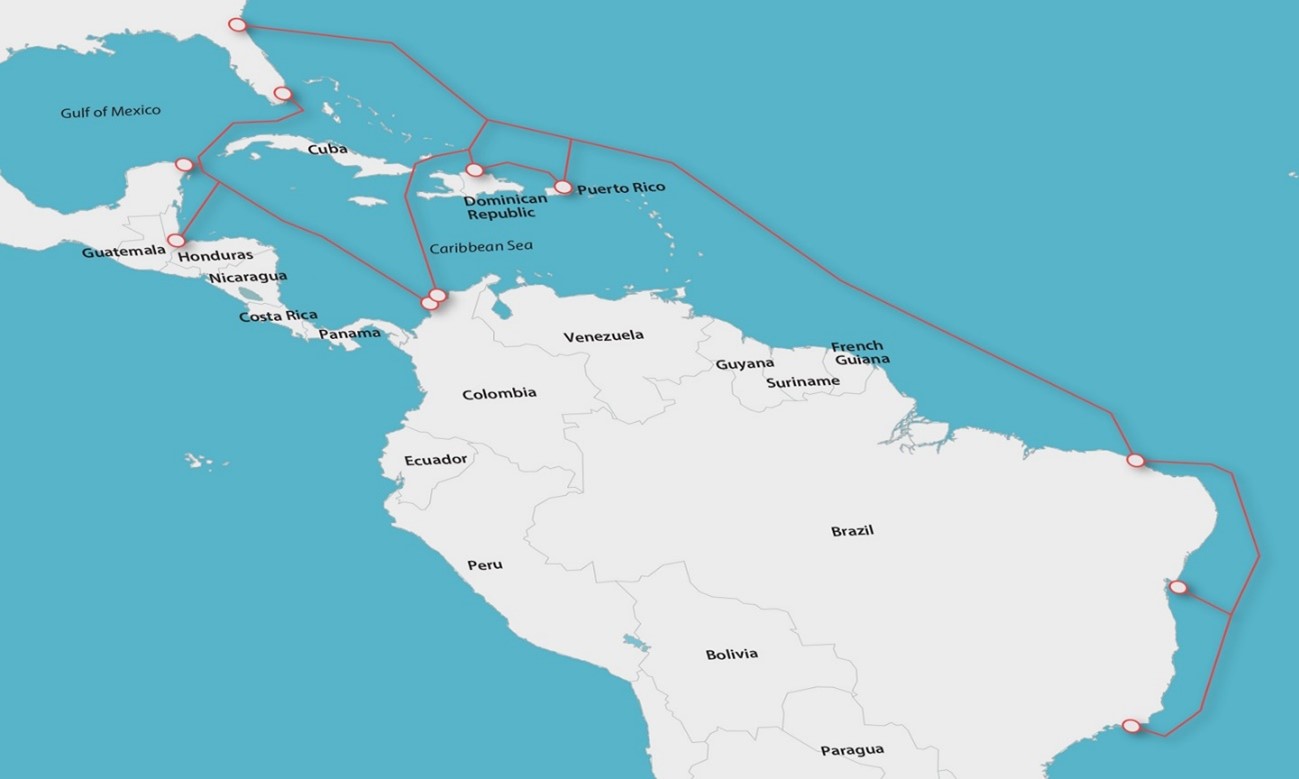 Gulf of Mexico
Cuba
Puerto Rico
Dominican
Republic
Caribbean Sea
Guatemala
Honduras
Nicaragua
Costa Rica
Panama
Venezuela
Guyana
French
Guiana
Suriname
Colombia
Ecuador
Brazil
Peru
Bolivia
Paragua